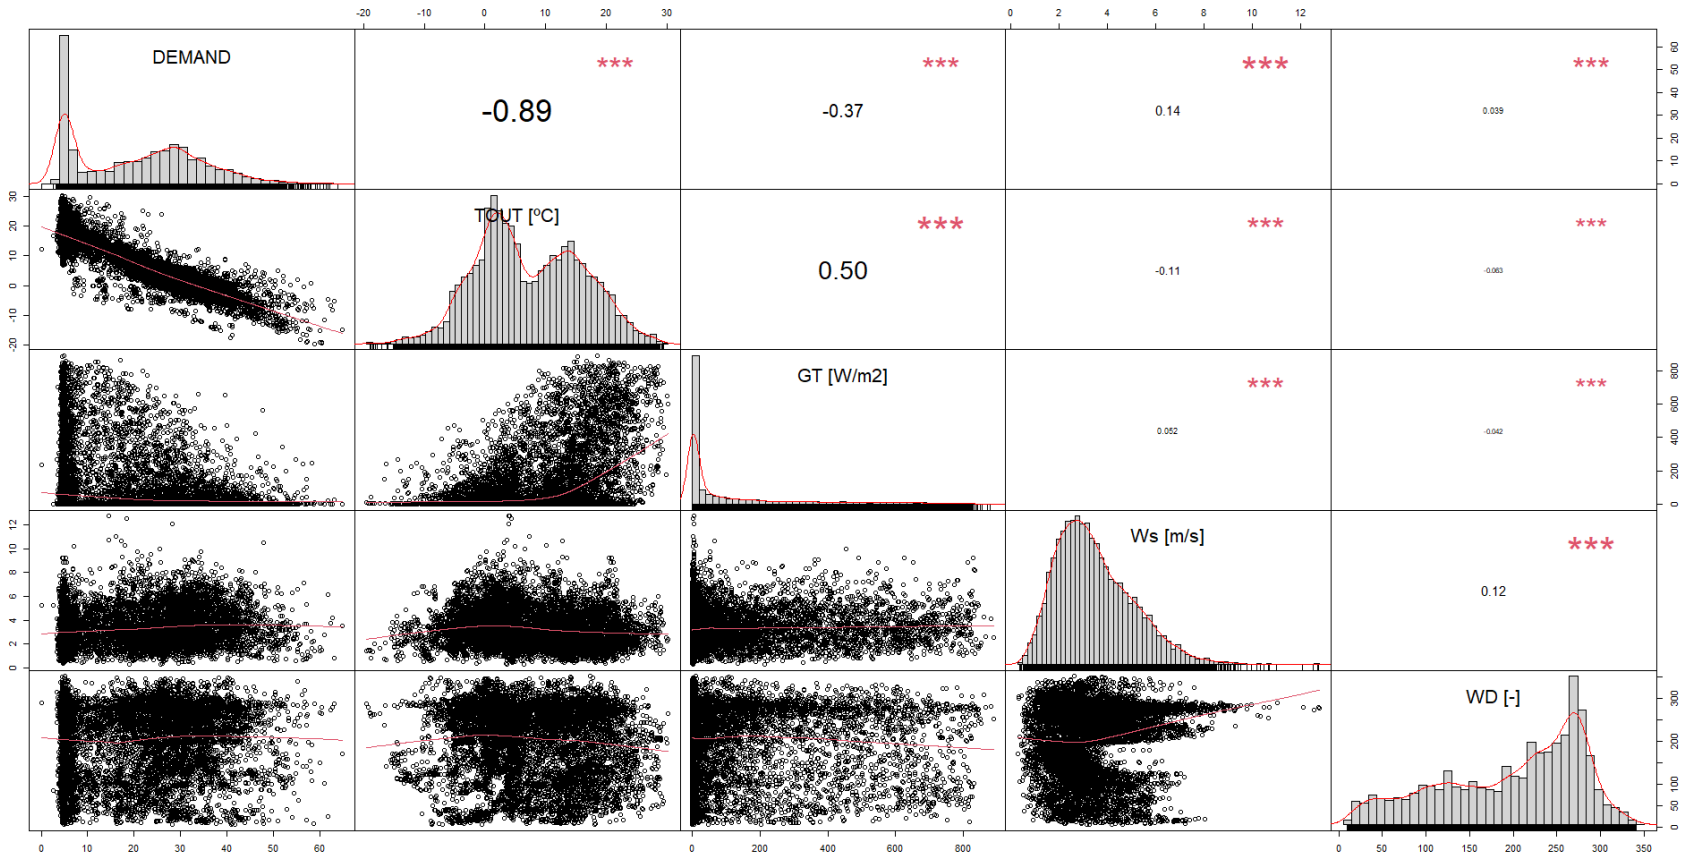 -20 -10 0 10 20 30 0 2 4 6 8 10 12
DEMAND *** *** *** ***
-0.89 -0.37 0.14 0.039
0 10 20 30 40 50 60
TOUT [ºC] *** *** ***
0.50 -0.11 -0.063
-20 -10 0 10 20 30
GT [W/m2] *** ***
0.052 -0.042
0 200 400 600 800
Ws [m/s] ***
0.12
0 2 4 6 8 10 12
WD [-]
0 50 100 200 300
0 10 20 30 40 50 60 0 200 400 600 800 0 50 100 150 200 250 300 350